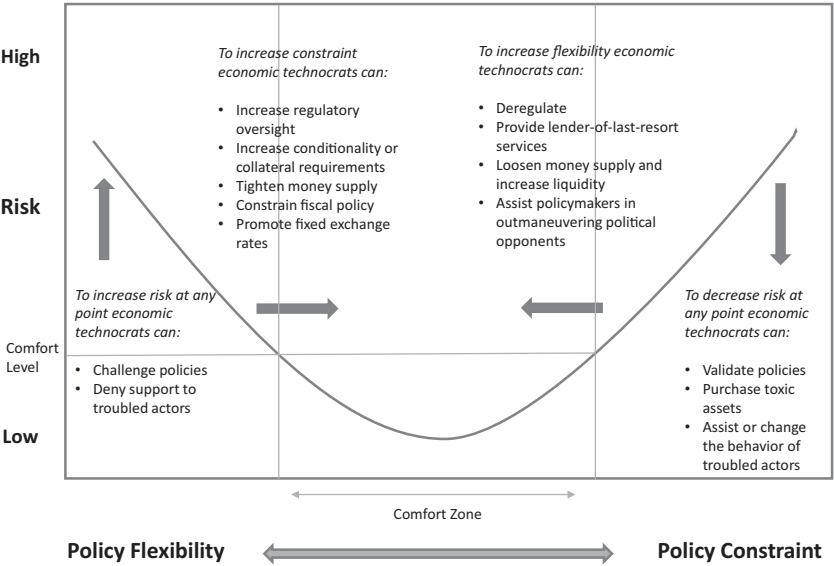 High
To increase constraint
economic technocrats can:
• Increase regulatory
oversight
• Increase conditionality or
collateral requirements
• Tighten money supply
• Constrain fiscal policy
• Promote fixed exchange
rates
To increase flexibility economic
technocrats can:
• Deregulate
• Provide lender-of-last-resort
services
• Loosen money supply and
increase liquidity
• Assist policymakers in
outmaneuvering political
opponents
Risk
To increase risk at any
point economic
technocrats can:
• Challenge policies
• Deny support to
troubled actors
To decrease risk at
any point economic
technocrats can:
• Validate policies
• Purchase toxic
assets
• Assist or change
the behavior of
troubled actors
Comfort
Level
Low
Comfort Zone
Policy Flexibility
Policy Constraint